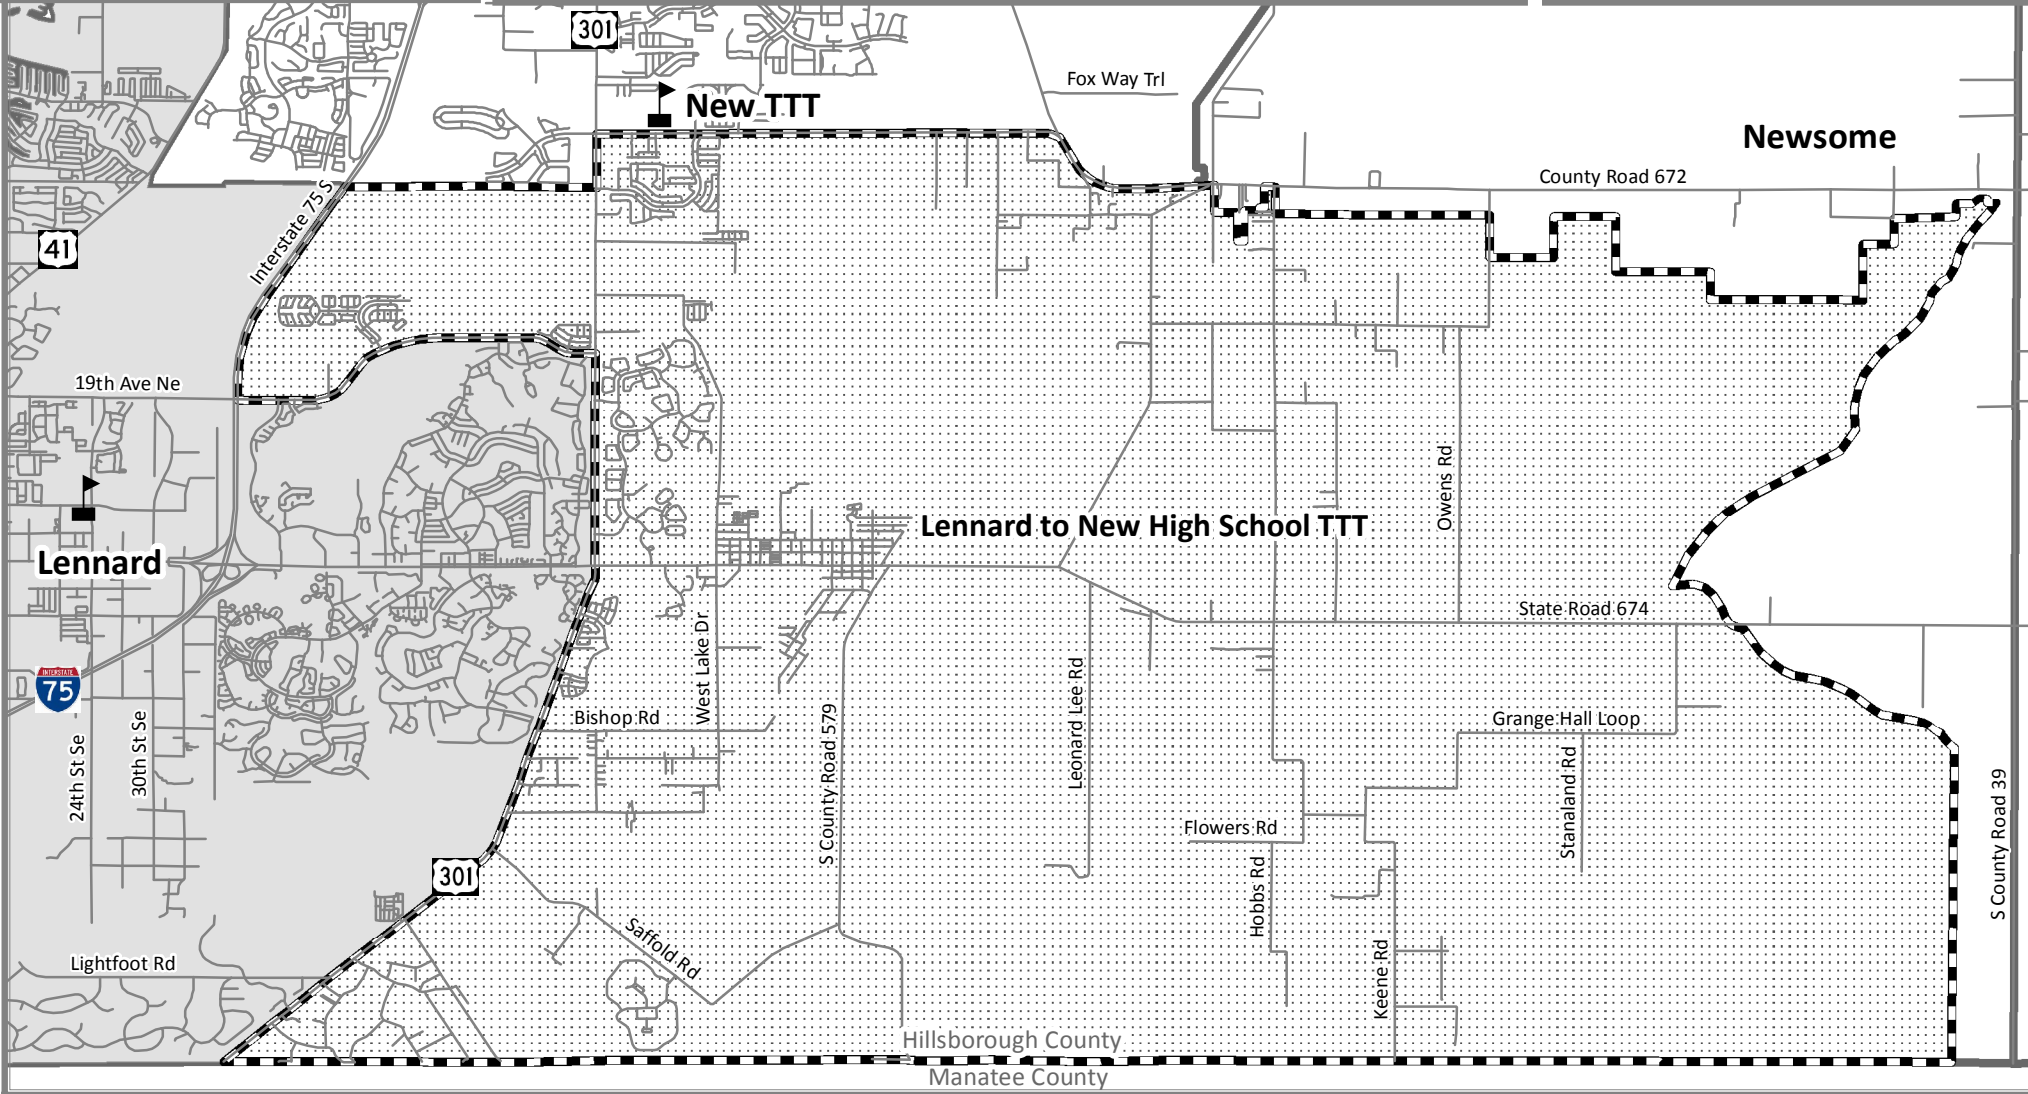 301
New TTT
Fox Way Trl
Newsome
County Road 672
41
Interstate 75 S
19th Ave Ne
Owens Rd
Lennard to New High School TTT
Lennard
State Road 674
West Lake Dr
INTERSTATE
75
Leonard Lee Rd
Bishop Rd
S County Road 579
Grange Hall Loop
24th St Se
30th St Se
Stanaland Rd
S County Road 39
Flowers Rd
301
Hobbs Rd
Saffold Rd
Lightfoot Rd
Keene Rd
Hillsborough County
Manatee County